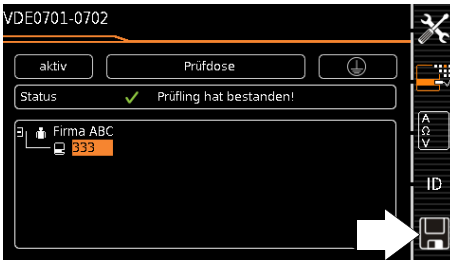 VDE0701-0702
aktiv
Prüfdose
Status ✓ Prüfling hat bestanden!
Firma ABC
333
A
Ω
V
ID